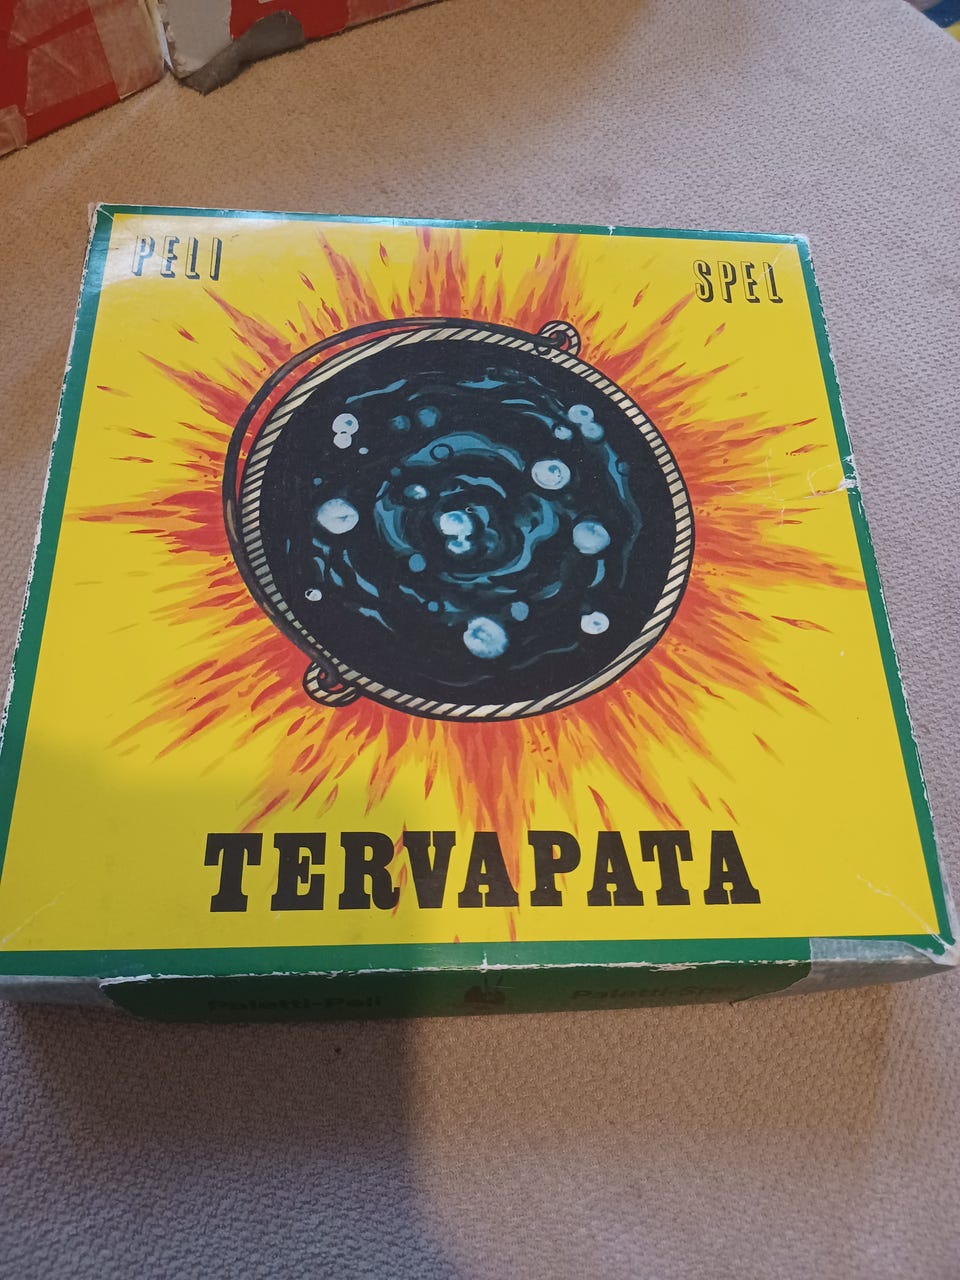 PELI
SPEL
TERVAPATA
Paletti-Peli
Paletti-Spel